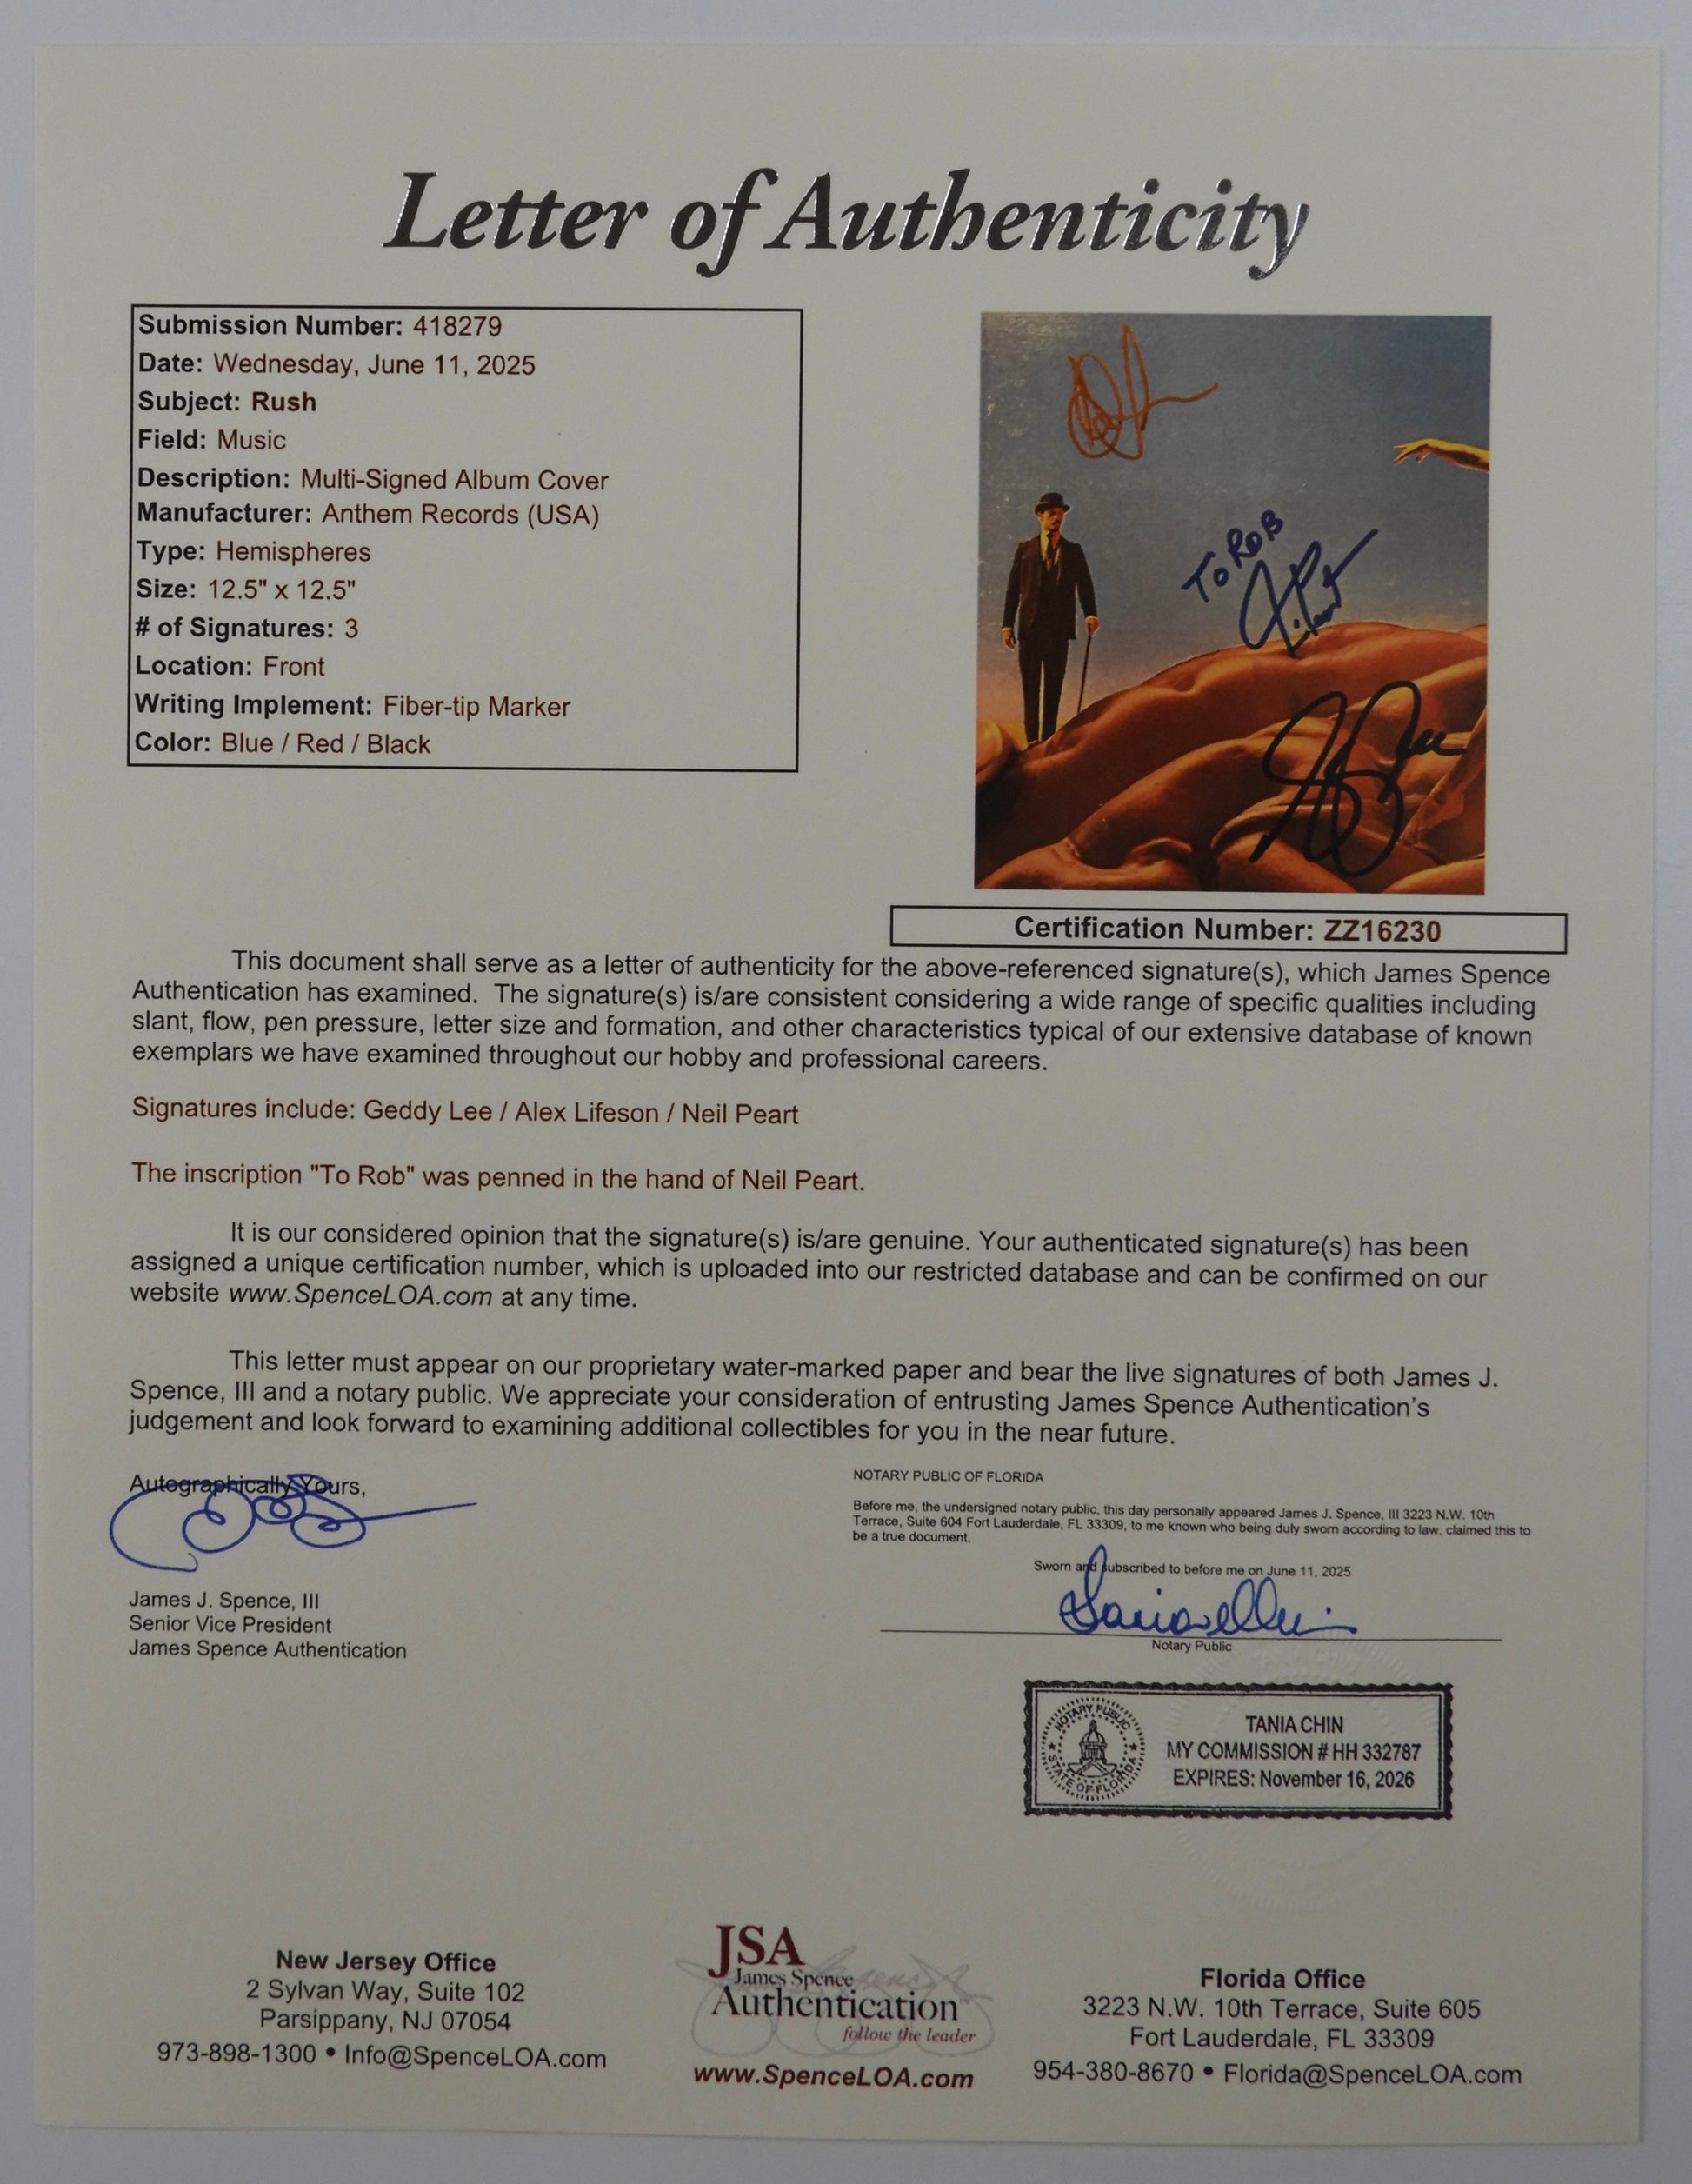 Letter of Authenticity
Submission Number: 418279
Date: Wednesday, June 11, 2025
Subject: Rush
Field: Music
Description: Multi-Signed Album Cover
Manufacturer: Anthem Records (USA)
Type: Hemispheres
Size: 12.5" x 12.5"
# of Signatures: 3
Location: Front
Writing Implement: Fiber-tip Marker
Color: Blue / Red / Black
TO ROB
Certification Number: ZZ16230
This document shall serve as a letter of authenticity for the above-referenced signature(s), which James Spence
Authentication has examined.  The signature(s) is/are consistent considering a wide range of specific qualities including
slant, flow, pen pressure, letter size and formation, and other characteristics typical of our extensive database of known
exemplars we have examined throughout our hobby and professional careers.
Signatures include: Geddy Lee / Alex Lifeson / Neil Peart
The inscription "To Rob" was penned in the hand of Neil Peart.
It is our considered opinion that the signature(s) is/are genuine. Your authenticated signature(s) has been
assigned a unique certification number, which is uploaded into our restricted database and can be confirmed on our
website www.SpenceLOA.com at any time.
This letter must appear on our proprietary water-marked paper and bear the live signatures of both James J.
Spence, III and a notary public. We appreciate your consideration of entrusting James Spence Authentication's
judgement and look forward to examining additional collectibles for you in the near future.
Autographically Yours,
James J. Spence, III
Senior Vice President
James Spence Authentication
NOTARY PUBLIC OF FLORIDA
Before me, the undersigned notary public, this day personally appeared James J. Spence, III 3223 N.W. 10th
Terrace, Suite 604 Fort Lauderdale, FL 33309, to me known who being duly sworn according to law, claimed this to
be a true document.
Sworn and subscribed to before me on June 11, 2025
Notary Public
NOTARY PUBLIC
STATE OF FLORIDA
TANIA CHIN
MY COMMISSION # HH 332787
EXPIRES: November 16, 2026
New Jersey Office
2 Sylvan Way, Suite 102
Parsippany, NJ 07054
973-898-1300 • Info@SpenceLOA.com
JSA
James Spence
Authentication™
follow the leader
www.SpenceLOA.com
Florida Office
3223 N.W. 10th Terrace, Suite 605
Fort Lauderdale, FL 33309
954-380-8670 • Florida@SpenceLOA.com